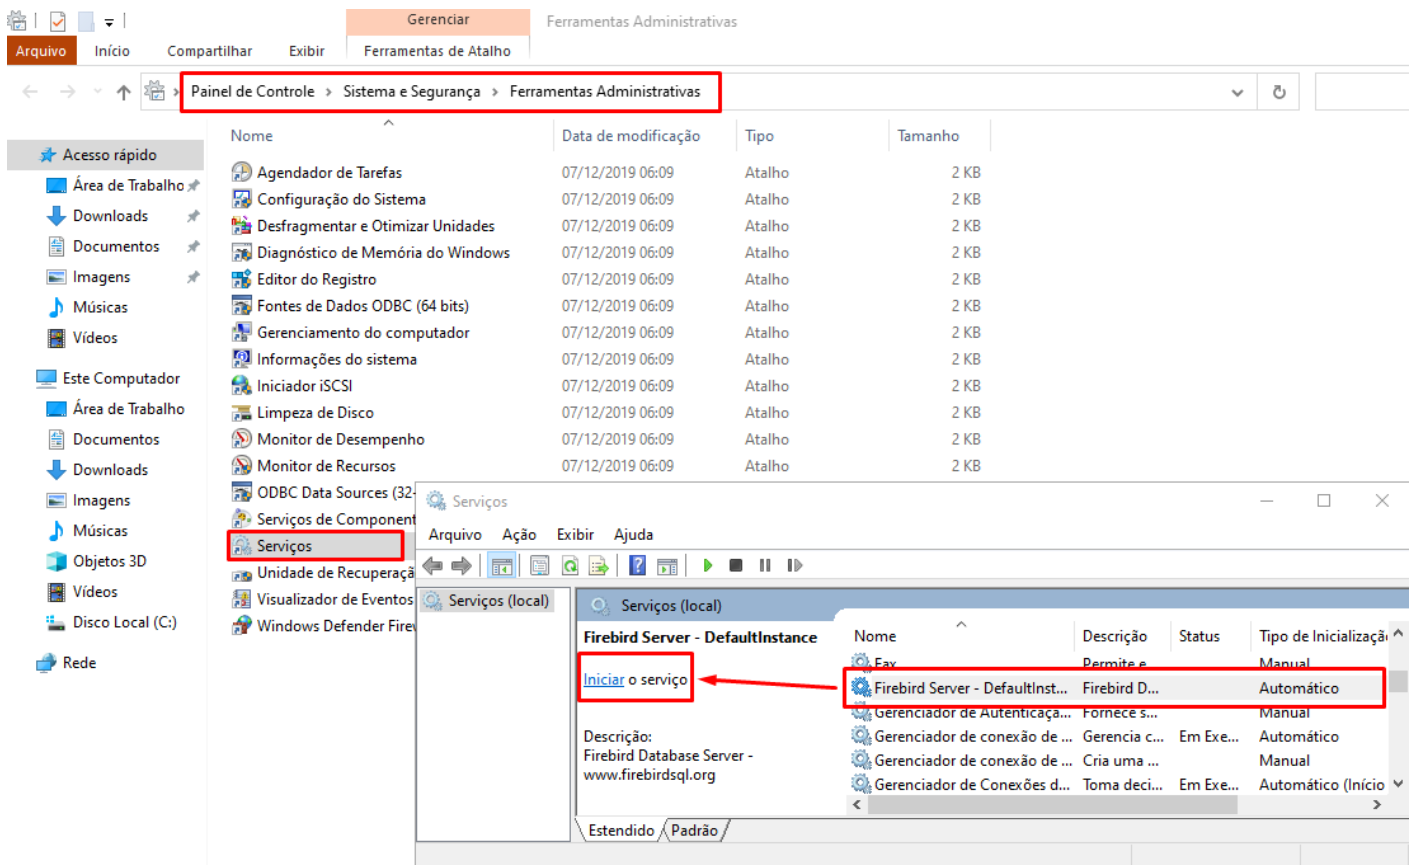 Gerenciar
Ferramentas Administrativas
Arquivo Início Compartilhar Exibir Ferramentas de Atalho
Painel de Controle > Sistema e Segurança > Ferramentas Administrativas
Nome Data de modificação Tipo Tamanho
Acesso rápido
Área de Trabalho
Downloads
Documentos
Imagens
Músicas
Vídeos
Este Computador
Área de Trabalho
Documentos
Downloads
Imagens
Músicas
Objetos 3D
Vídeos
Disco Local (C:)
Rede
Agendador de Tarefas 07/12/2019 06:09 Atalho 2 KB
Configuração do Sistema 07/12/2019 06:09 Atalho 2 KB
Desfragmentar e Otimizar Unidades 07/12/2019 06:09 Atalho 2 KB
Diagnóstico de Memória do Windows 07/12/2019 06:09 Atalho 2 KB
Editor do Registro 07/12/2019 06:09 Atalho 2 KB
Fontes de Dados ODBC (64 bits) 07/12/2019 06:09 Atalho 2 KB
Gerenciamento do computador 07/12/2019 06:09 Atalho 2 KB
Informações do sistema 07/12/2019 06:09 Atalho 2 KB
Iniciador iSCSI 07/12/2019 06:09 Atalho 2 KB
Limpeza de Disco 07/12/2019 06:09 Atalho 2 KB
Monitor de Desempenho 07/12/2019 06:09 Atalho 2 KB
Monitor de Recursos 07/12/2019 06:09 Atalho 2 KB
ODBC Data Sources (32-
Serviços de Component
Serviços
Unidade de Recuperaçã
Visualizador de Eventos
Windows Defender Firew
Serviços
Arquivo Ação Exibir Ajuda
Serviços (local)
Serviços (local)
Firebird Server - DefaultInstance
Iniciar o serviço
Descrição:
Firebird Database Server -
www.firebirdsql.org
Nome Descrição Status Tipo de Inicializaçã
Fax Permite e Manual
Firebird Server - DefaultInst... Firebird D... Automático
Gerenciador de Autenticaçã... Fornece s... Manual
Gerenciador de conexão de ... Gerencia c... Em Exe... Automático
Gerenciador de conexão de ... Cria uma ... Manual
Gerenciador de Conexões d... Toma deci... Em Exe... Automático (Início
Estendido Padrão